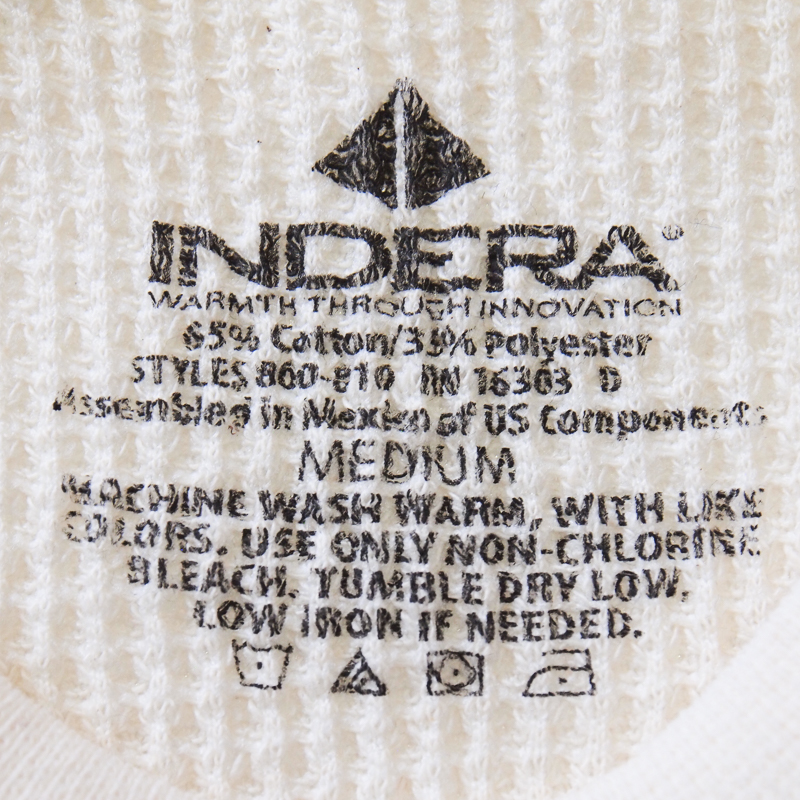 INDERA®
WARMTH THROUGH INNOVATION
65% Cotton/35% Polyester
STYLES 800-810 RN 16303 D
Assembled in Mexico of US Components
MEDIUM
MACHINE WASH WARM, WITH LIKE
COLORS. USE ONLY NON-CHLORINE
BLEACH. TUMBLE DRY LOW.
LOW IRON IF NEEDED.